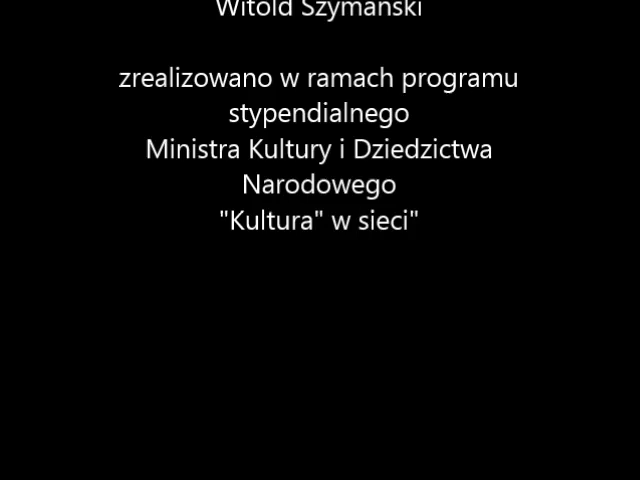 Witold Szymański
zrealizowano w ramach programu
stypendialnego
Ministra Kultury i Dziedzictwa
Narodowego
"Kultura" w sieci"